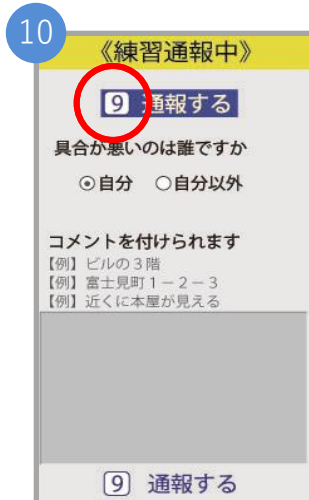 10
《練習通報中》
9 通報する
具合が悪いのは誰ですか
自分 自分以外
コメントを付けられます
【例】ビルの３階
【例】富士見町１－２－３
【例】近くに本屋が見える
9 通報する